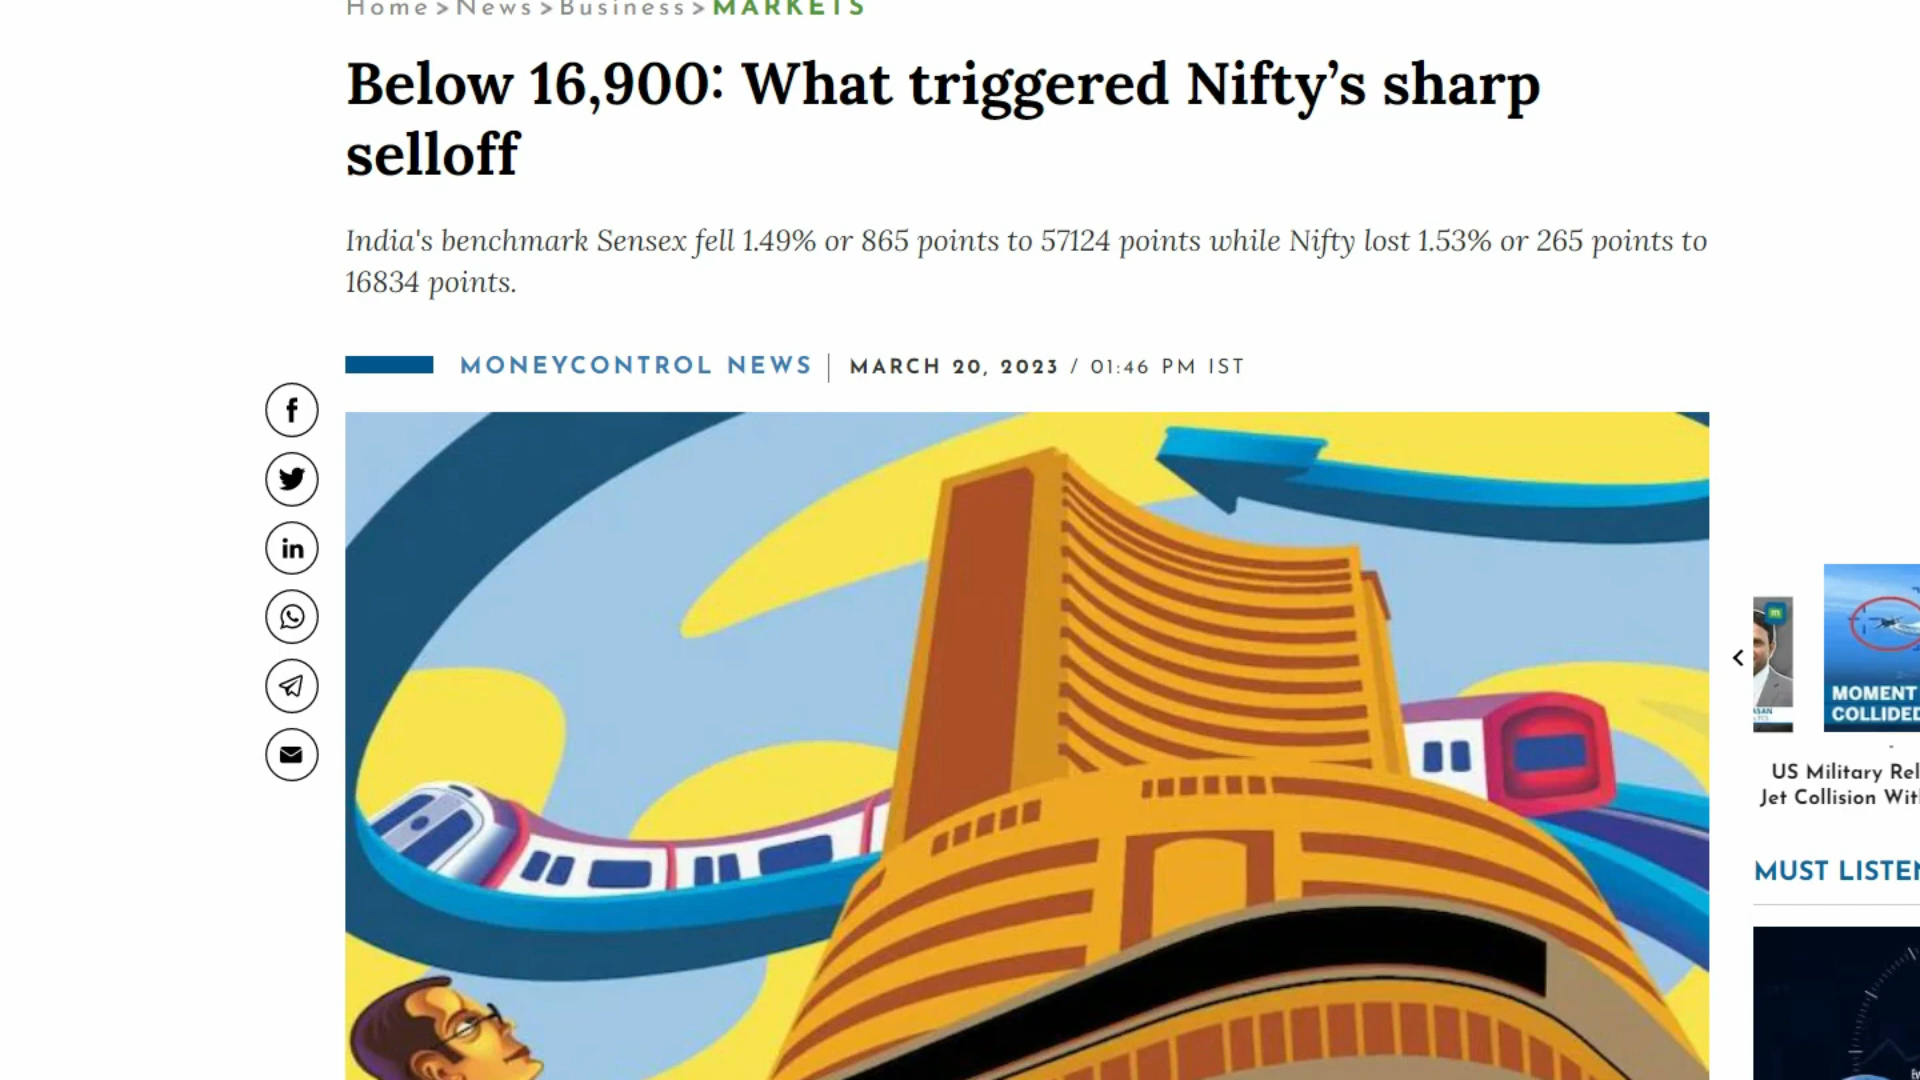 Home > News > Business > MARKETS
Below 16,900: What triggered Nifty’s sharp
selloff
India's benchmark Sensex fell 1.49% or 865 points to 57124 points while Nifty lost 1.53% or 265 points to
16834 points.
MONEYCONTROL NEWS | MARCH 20, 2023 / 01:46 PM IST
MOMENT
COLLIDED
US Military Rel
Jet Collision With
MUST LISTEN